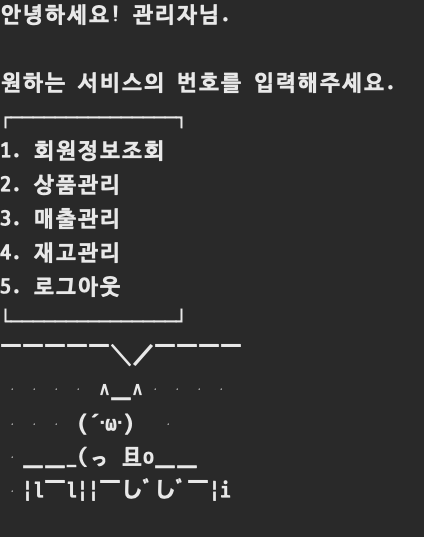 안녕하세요! 관리자님.
원하는 서비스의 번호를 입력해주세요.
┌───────────────┐
1. 회원정보조회
2. 상품관리
3. 매출관리
4. 재고관리
5. 로그아웃
└───────────────┘
￣￣￣￣￣＼／￣￣￣￣
· · · · ∧＿∧ · · · ·
· · · (´･ω･) ·
·＿＿_(っ 旦o＿＿
·¦l￣l¦¦￣じﾞじﾞ￣¦i